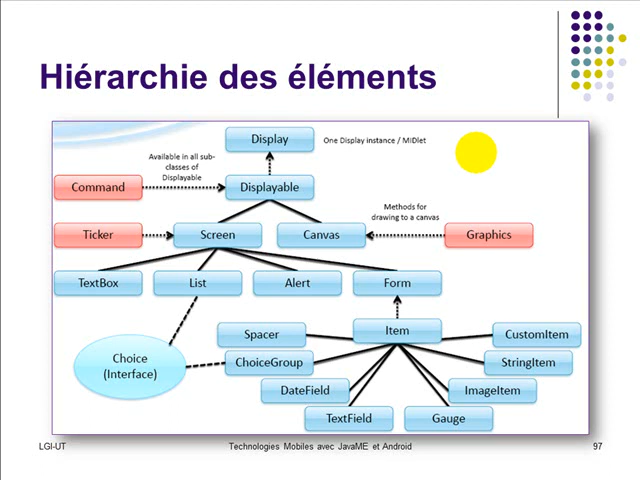 Hiérarchie des éléments
Display
One Display instance / MIDlet
Available in all sub-
classes of
Displayable
Command
Displayable
Methods for
drawing to a canvas
Ticker
Screen
Canvas
Graphics
TextBox
List
Alert
Form
Item
Spacer
CustomItem
Choice
(Interface)
ChoiceGroup
StringItem
DateField
ImageItem
TextField
Gauge
LGI-UT
Technologies Mobiles avec JavaME et Android
97